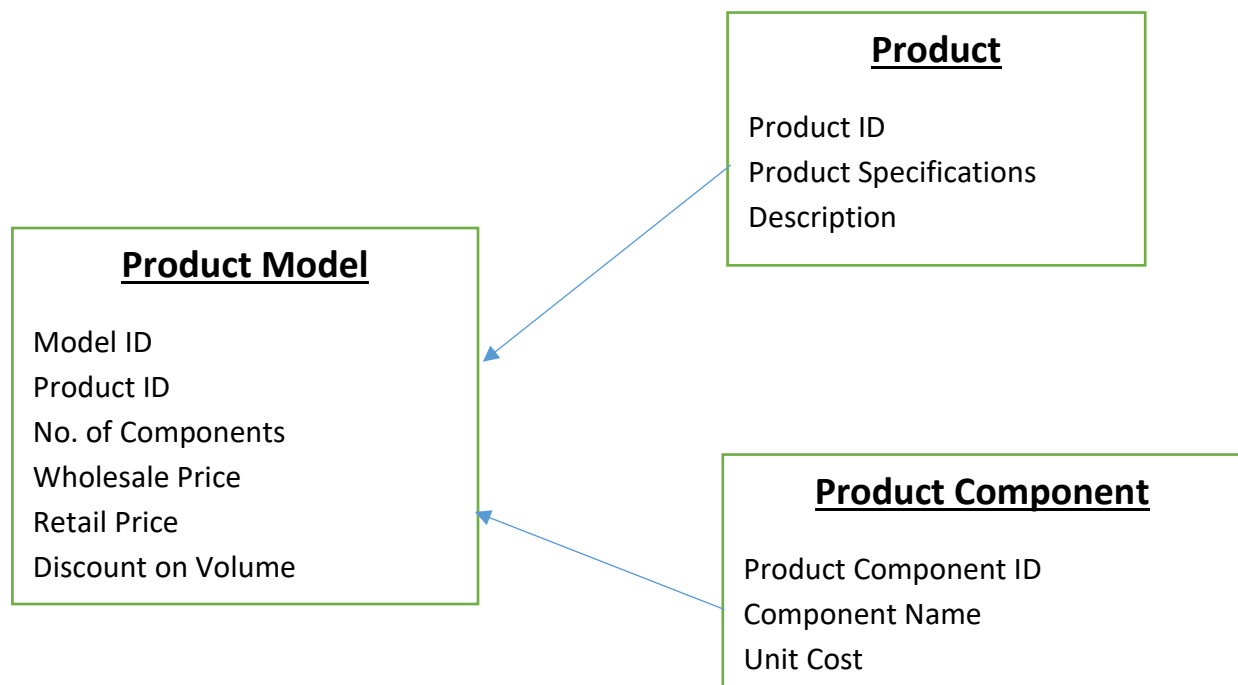 Product
Product ID
Product Specifications
Description
Product Model
Model ID
Product ID
No. of Components
Wholesale Price
Retail Price
Discount on Volume
Product Component
Product Component ID
Component Name
Unit Cost